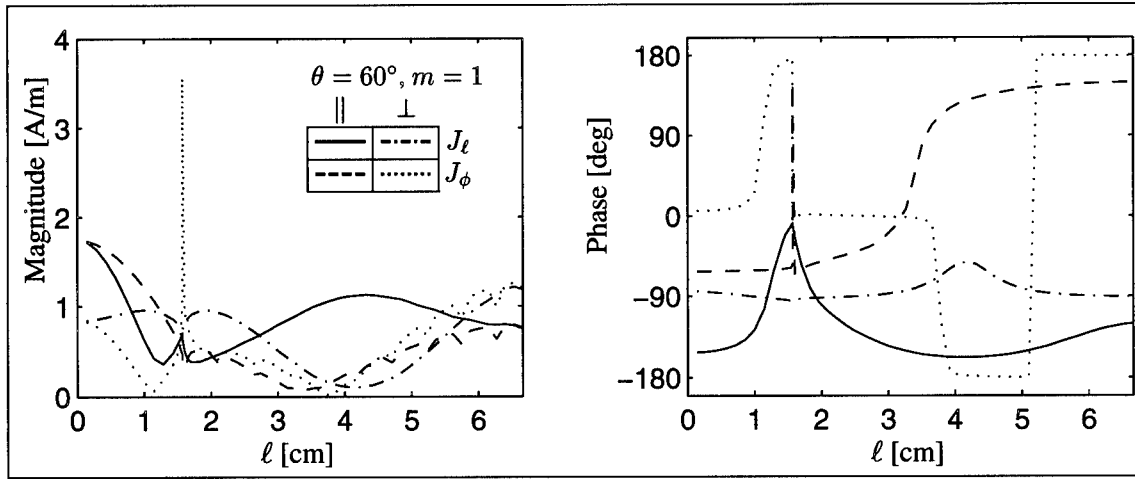 4
3
2
1
0
Magnitude [A/m]
θ = 60°, m = 1
|| ⊥
J_ℓ
J_ϕ
0 1 2 3 4 5 6
ℓ [cm]
180
90
0
−90
−180
Phase [deg]
0 1 2 3 4 5 6
ℓ [cm]